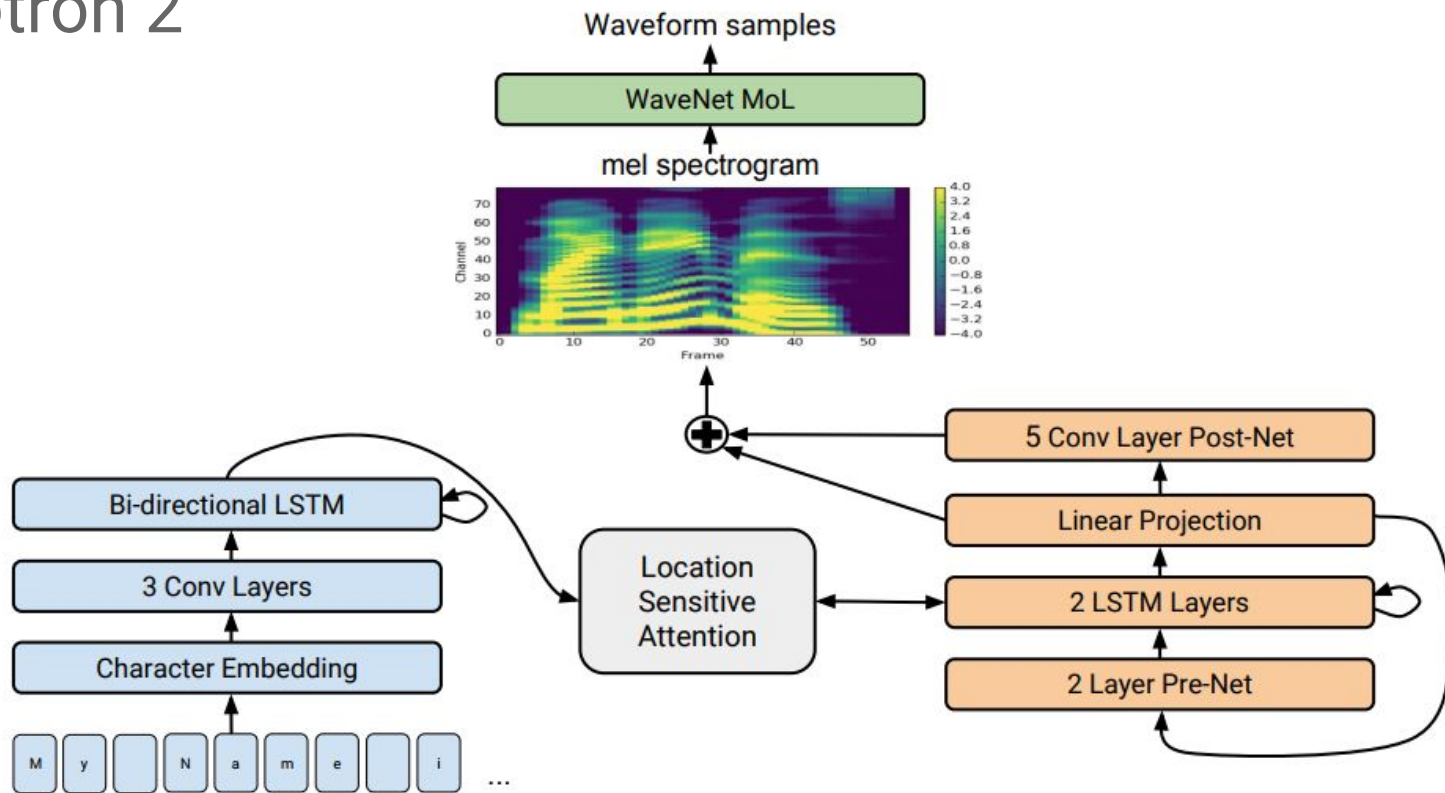 otron 2
Waveform samples
WaveNet MoL
mel spectrogram
70
60
50
40
30
20
10
0
Channel
0 10 20 30 40 50
Frame
4.0
3.2
2.4
1.6
0.8
0.0
−0.8
−1.6
−2.4
−3.2
−4.0
5 Conv Layer Post-Net
Linear Projection
2 LSTM Layers
2 Layer Pre-Net
Location
Sensitive
Attention
Bi-directional LSTM
3 Conv Layers
Character Embedding
M y N a m e i ...